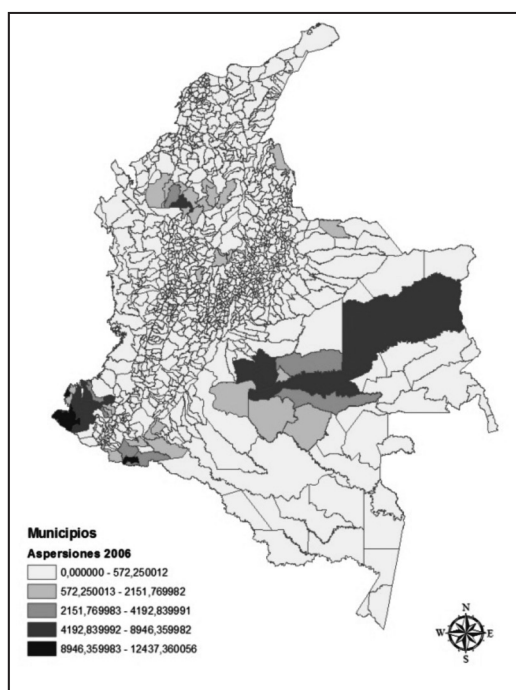 Municipios
Aspersiones 2006
0,000000 - 572,250012
572,250013 - 2151,769982
2151,769983 - 4192,839991
4192,839992 - 8946,359982
8946,359983 - 12437,360056
N
W E
S